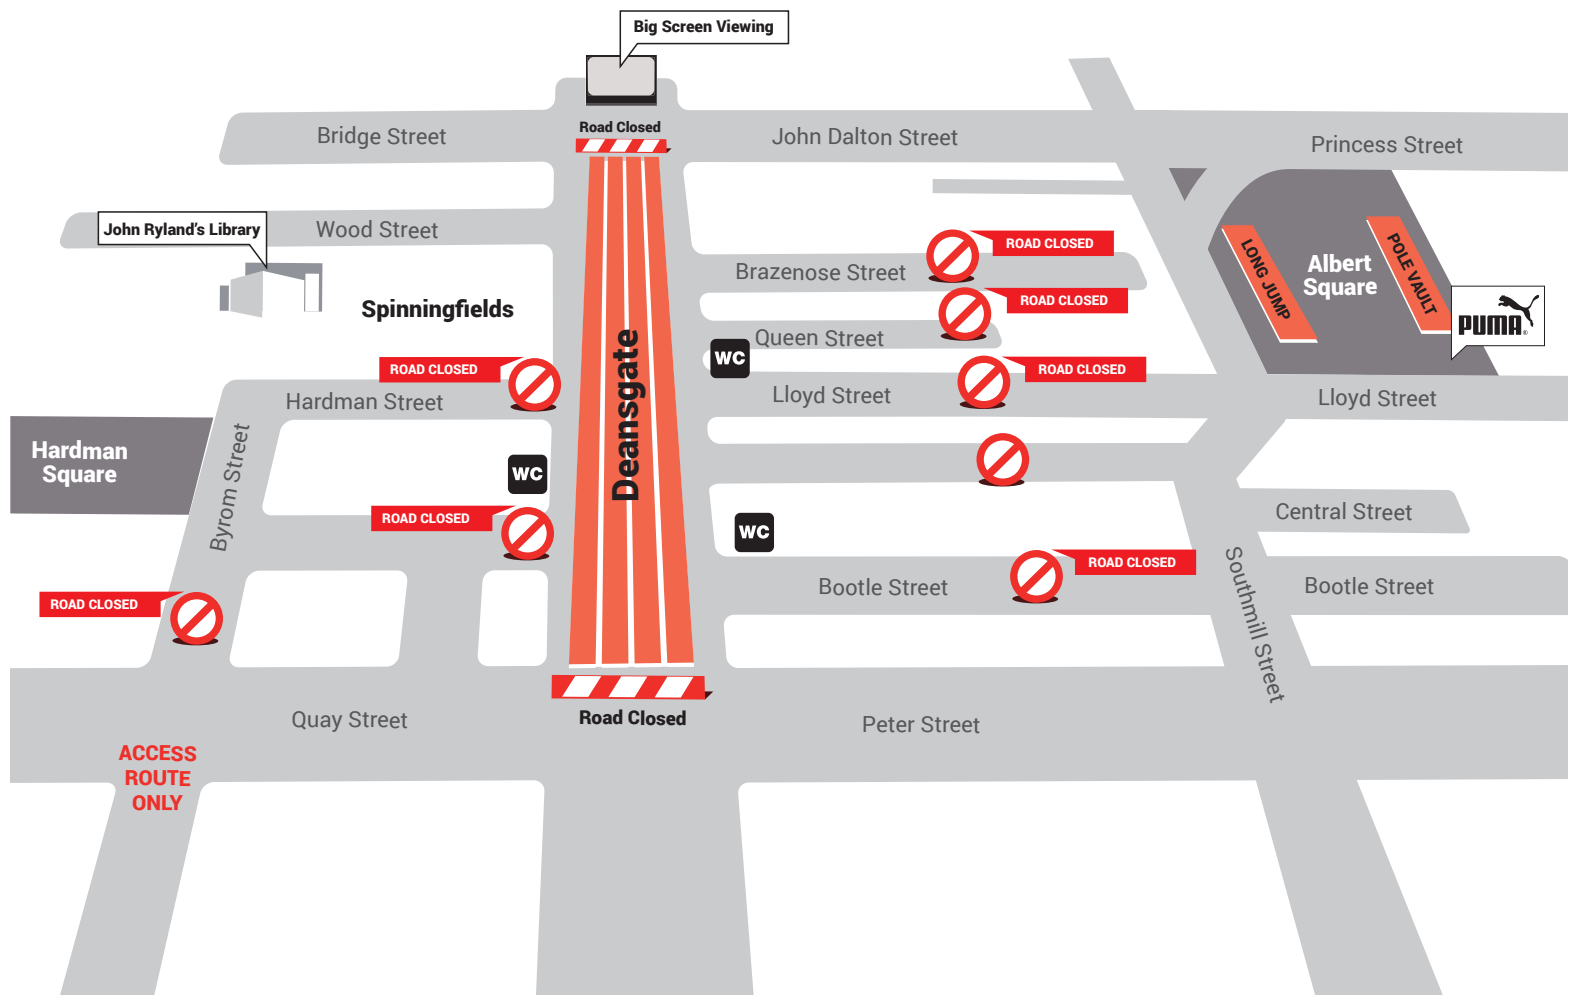 Big Screen Viewing
Road Closed
Bridge Street
John Dalton Street
Princess Street
John Ryland's Library
Wood Street
ROAD CLOSED
Brazenose Street
LONG JUMP
Albert
Square
POLE VAULT
Spinningfields
ROAD CLOSED
PUMA®
Queen Street
WC
ROAD CLOSED
Hardman Street
Deansgate
ROAD CLOSED
Lloyd Street
Lloyd Street
Hardman
Square
Byrom Street
WC
ROAD CLOSED
WC
Central Street
ROAD CLOSED
Bootle Street
Bootle Street
Southmill Street
ROAD CLOSED
Quay Street
Road Closed
Peter Street
ACCESS
ROUTE
ONLY